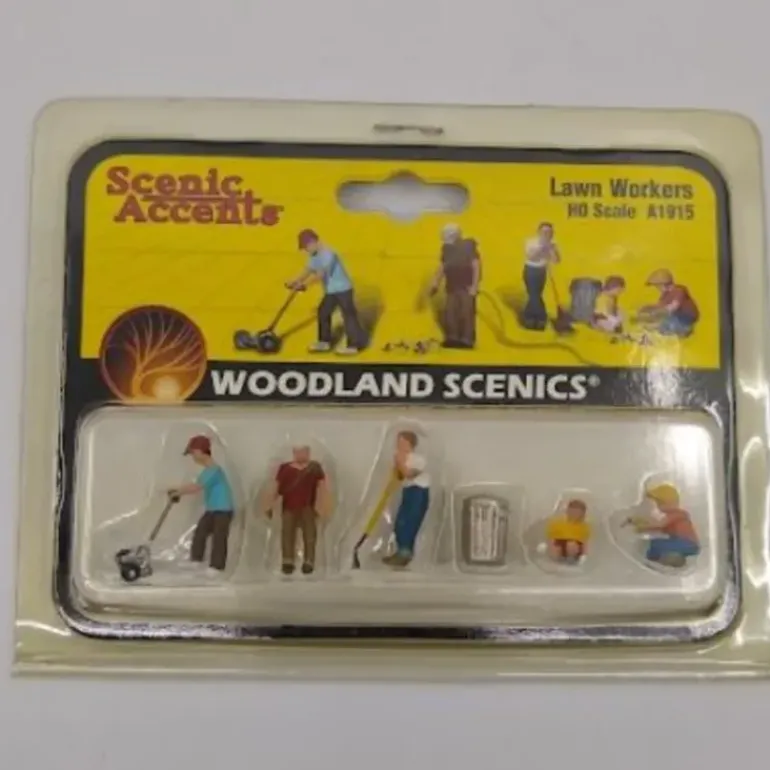 Scenic
Accents
Lawn Workers
HO Scale A1915
WOODLAND SCENICS®